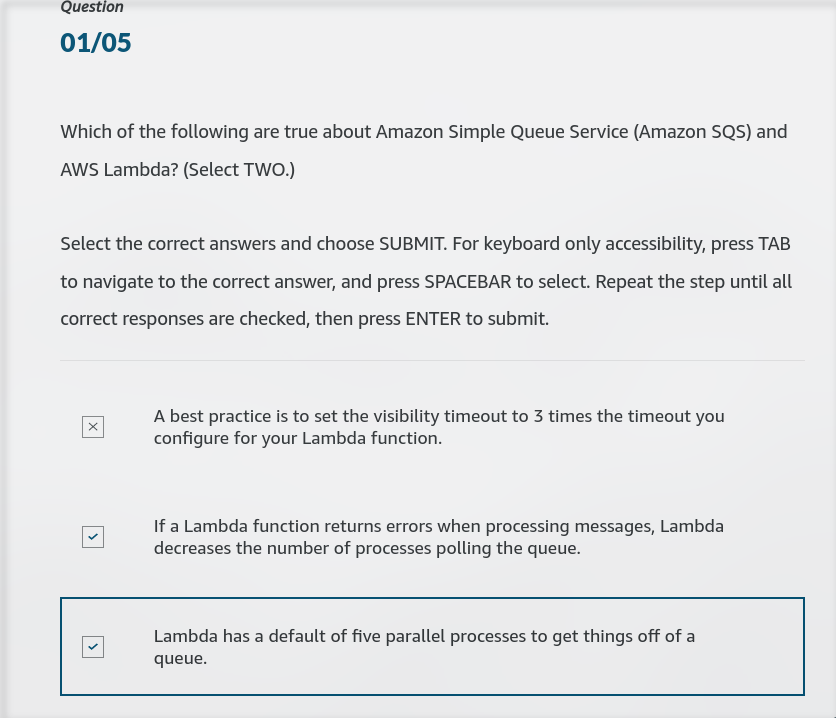 Question
01/05
Which of the following are true about Amazon Simple Queue Service (Amazon SQS) and
AWS Lambda? (Select TWO.)
Select the correct answers and choose SUBMIT. For keyboard only accessibility, press TAB
to navigate to the correct answer, and press SPACEBAR to select. Repeat the step until all
correct responses are checked, then press ENTER to submit.
A best practice is to set the visibility timeout to 3 times the timeout you
configure for your Lambda function.
If a Lambda function returns errors when processing messages, Lambda
decreases the number of processes polling the queue.
Lambda has a default of five parallel processes to get things off of a
queue.